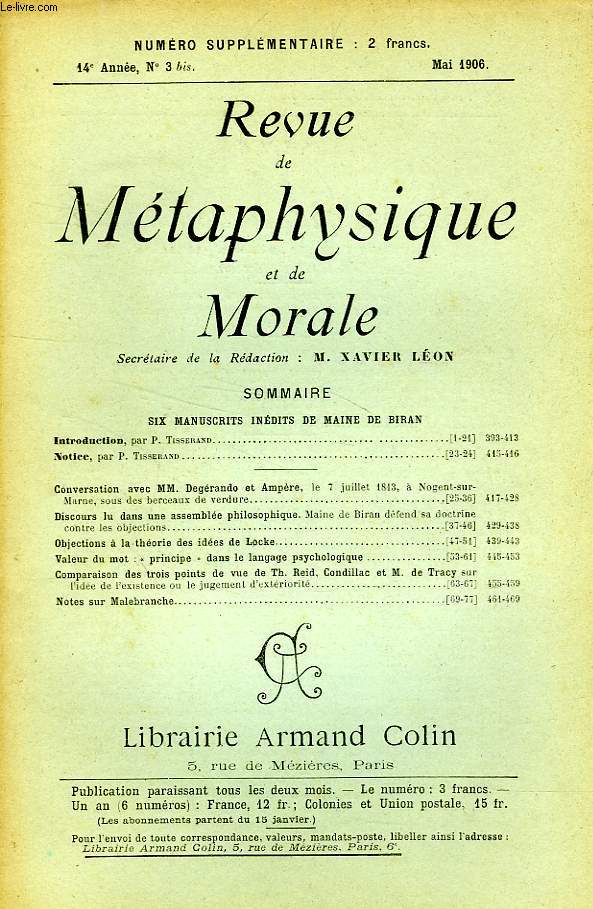 Le-livre.com
NUMÉRO SUPPLÉMENTAIRE : 2 francs.
14e Année, No 3 bis. Mai 1906.
Revue
de
Métaphysique
et de
Morale
Secrétaire de la Rédaction : M. XAVIER LÉON
SOMMAIRE
SIX MANUSCRITS INÉDITS DE MAINE DE BIRAN
Introduction, par P. TISSERAND. [1-21] 393-413
Notice, par P. TISSERAND. [23-24] 415-416
Conversation avec MM. Degérando et Ampère, le 7 juillet 1813, à Nogent-sur-
Marne, sous des berceaux de verdure. [25-36] 417-428
Discours lu dans une assemblée philosophique. Maine de Biran défend sa doctrine
contre les objections. [37-46] 429-438
Objections à la théorie des idées de Locke. [47-51] 439-443
Valeur du mot : « principe » dans le langage psychologique. [53-61] 445-453
Comparaison des trois points de vue de Th. Reid, Condillac et M. de Tracy sur
l'idée de l'existence ou le jugement d'extériorité. [63-67] 455-459
Notes sur Malebranche. [69-77] 461-469
AC
Librairie Armand Colin
5, rue de Mézières, Paris
Publication paraissant tous les deux mois. — Le numéro : 3 francs. —
Un an (6 numéros) : France, 12 fr.; Colonies et Union postale, 15 fr.
(Les abonnements partent du 15 janvier.)
Pour l'envoi de toute correspondance, valeurs, mandats-poste, libeller ainsi l'adresse :
Librairie Armand Colin, 5, rue de Mézières, Paris, 6e.